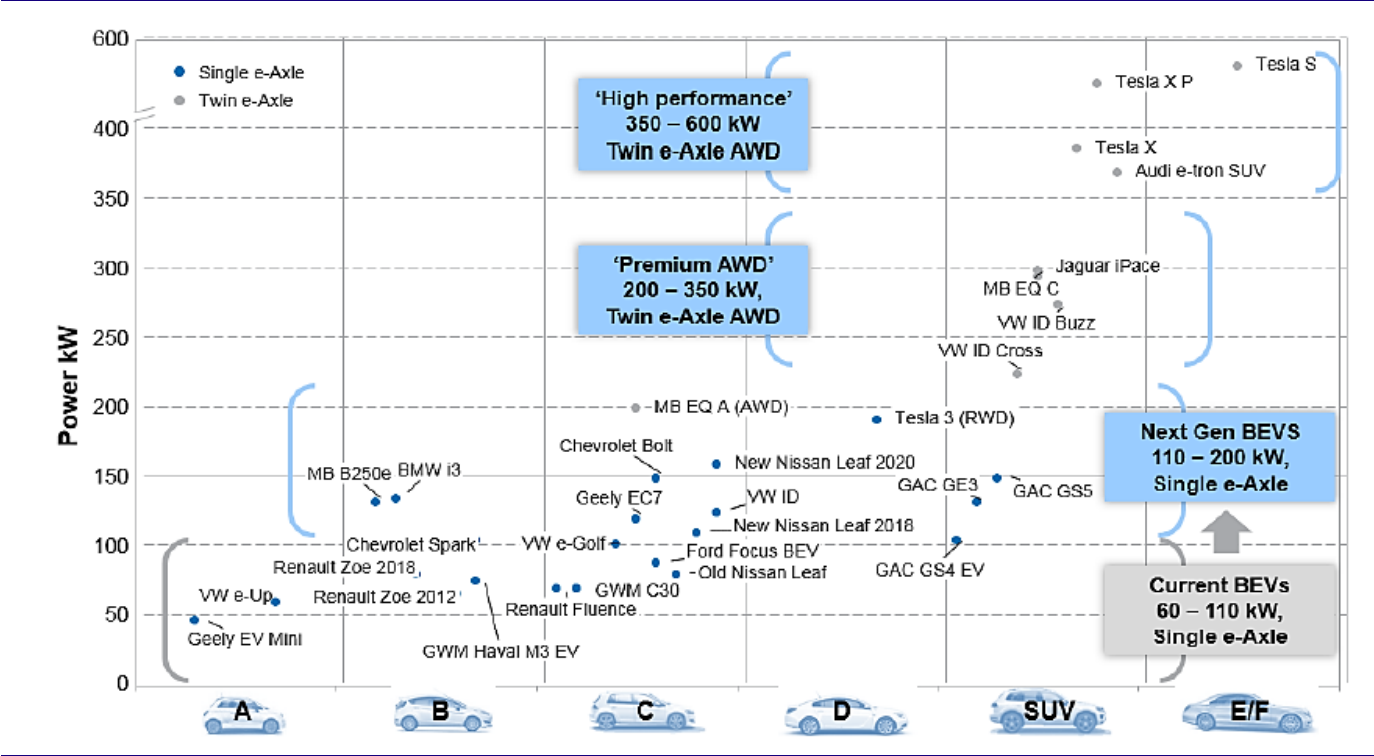 600
Single e-Axle
Twin e-Axle
400
350
300
250
200
150
100
50
0
Power kW
'High performance'
350 – 600 kW
Twin e-Axle AWD
Tesla S
Tesla X P
Tesla X
Audi e-tron SUV
'Premium AWD'
200 – 350 kW,
Twin e-Axle AWD
Jaguar iPace
MB EQ C
VW ID Buzz
VW ID Cross
MB EQ A (AWD)
Tesla 3 (RWD)
Chevrolet Bolt
New Nissan Leaf 2020
MB B250e
BMW i3
GAC GE3
GAC GS5
Geely EC7
VW ID
New Nissan Leaf 2018
Chevrolet Spark
VW e-Golf
Ford Focus BEV
Renault Zoe 2018
Old Nissan Leaf
GAC GS4 EV
VW e-Up
Renault Zoe 2012
GWM C30
Renault Fluence
Geely EV Mini
GWM Haval M3 EV
Next Gen BEVS
110 – 200 kW,
Single e-Axle
Current BEVs
60 – 110 kW,
Single e-Axle
A
B
C
D
SUV
E/F